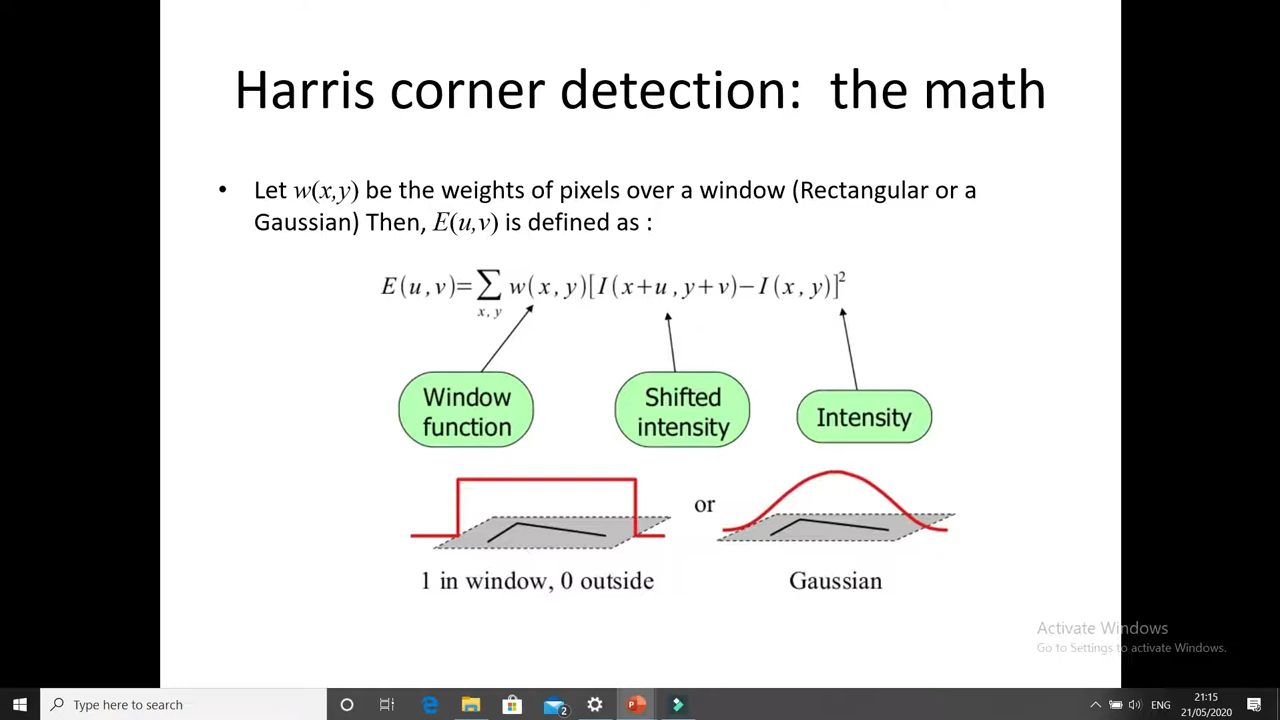 Harris corner detection:  the math
• Let w(x,y) be the weights of pixels over a window (Rectangular or a
Gaussian) Then, E(u,v) is defined as :
E(u,v)=∑w(x,y)[I(x+u,y+v)−I(x,y)]²
x,y
Window
function
Shifted
intensity
Intensity
or
1 in window, 0 outside
Gaussian
Activate Windows
Go to Settings to activate Windows.
Type here to search
2
ENG
21:15
21/05/2020